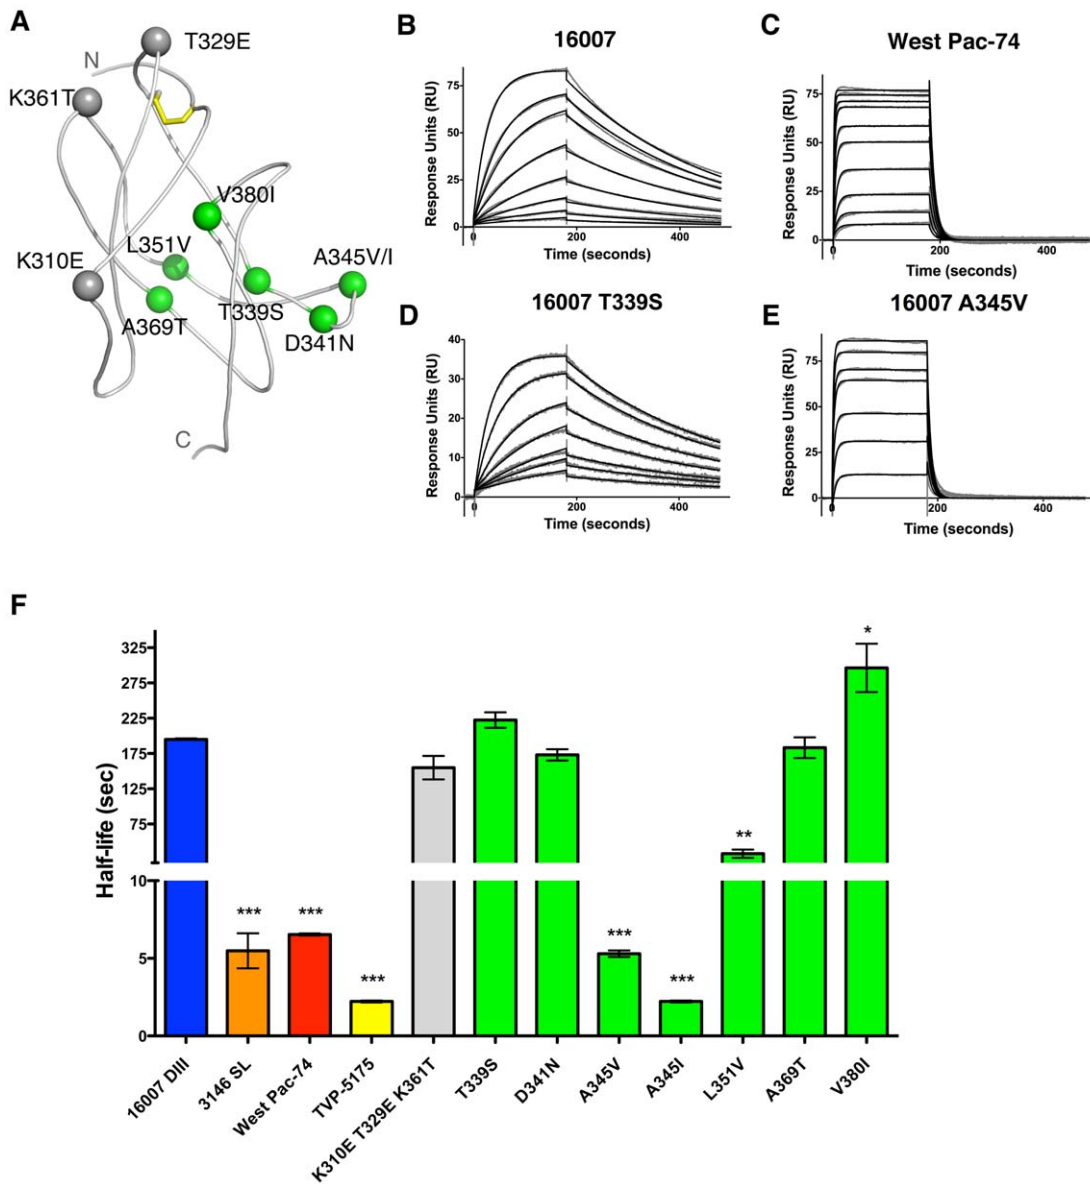 A
T329E
N
K361T
V380I
L351V
K310E
A345V/I
T339S
A369T
D341N
C
B
16007
Response Units (RU)
75
50
25
0
0
200
400
Time (seconds)
C
West Pac-74
Response Units (RU)
75
50
25
0
0
200
400
Time (seconds)
D
16007 T339S
Response Units (RU)
40
30
20
10
0
0
200
400
Time (seconds)
E
16007 A345V
Response Units (RU)
75
50
25
0
0
200
400
Time (seconds)
F
Half-life (sec)
325
275
225
175
125
75
10
5
0
***
***
***
***
***
**
*
16007 DIII
3146 SL
West Pac-74
TVP-5175
K310E T329E K361T
T339S
D341N
A345V
A345I
L351V
A369T
V380I